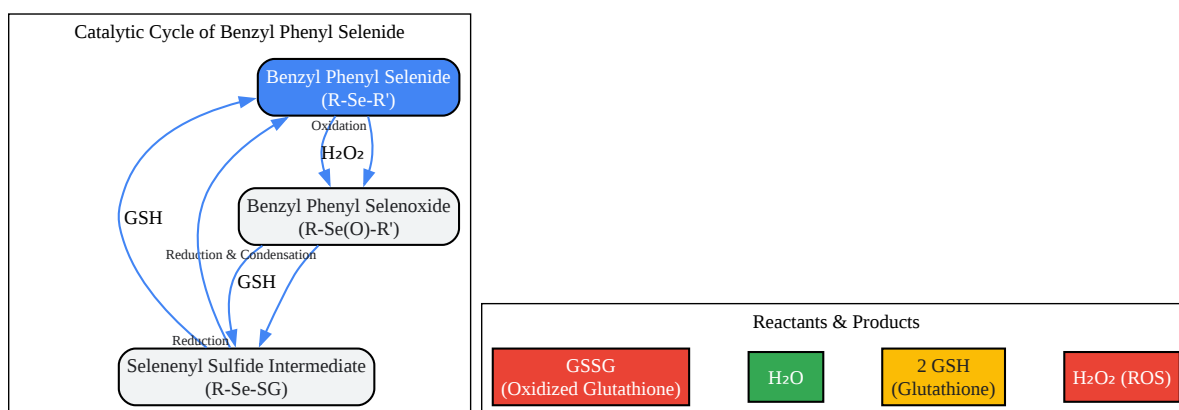 Catalytic Cycle of Benzyl Phenyl Selenide
Benzyl Phenyl Selenide
(R-Se-R')
Oxidation
H₂O₂
Benzyl Phenyl Selenoxide
(R-Se(O)-R')
GSH
Reduction & Condensation
GSH
Reduction
Selenenyl Sulfide Intermediate
(R-Se-SG)
Reactants & Products
GSSG
(Oxidized Glutathione)
H₂O
2 GSH
(Glutathione)
H₂O₂ (ROS)